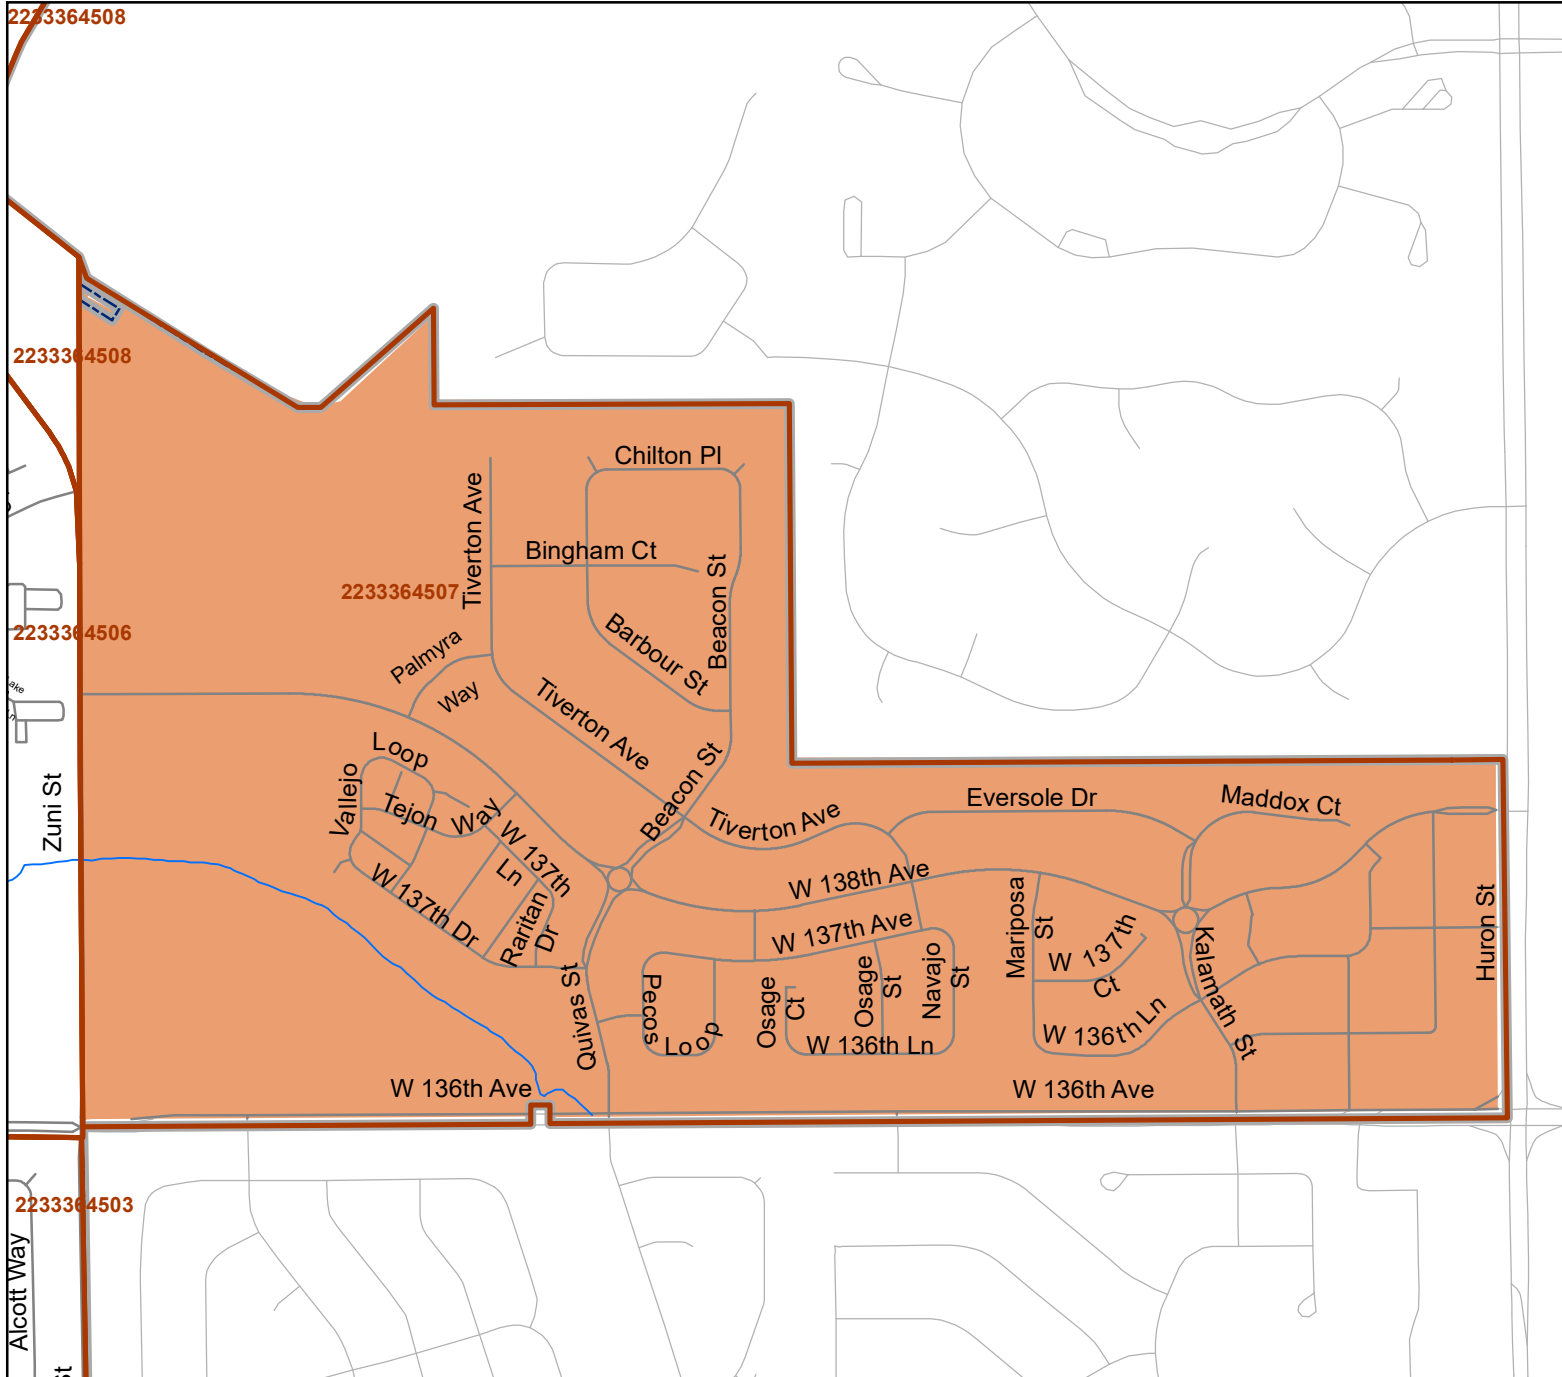 2233364508
2233364508
Chilton Pl
Tiverton Ave
Bingham Ct
Beacon St
2233364507
2233364506
Barbour St
Palmyra
Way
Tiverton Ave
Beacon St
Loop
Vallejo
Tejon
Way
W 137th
Ln
Zuni St
Tiverton Ave
Eversole Dr
Maddox Ct
W 137th Dr
Raritan
Dr
W 138th Ave
W 137th Ave
Mariposa
St
W 137th
Ct
Kalamath St
Huron St
Quivas St
Pecos
Loop
Osage
Ct
Osage
St
Navajo
St
W 136th Ln
W 136th Ln
W 136th Ave
W 136th Ave
2233364503
Alcott Way
St